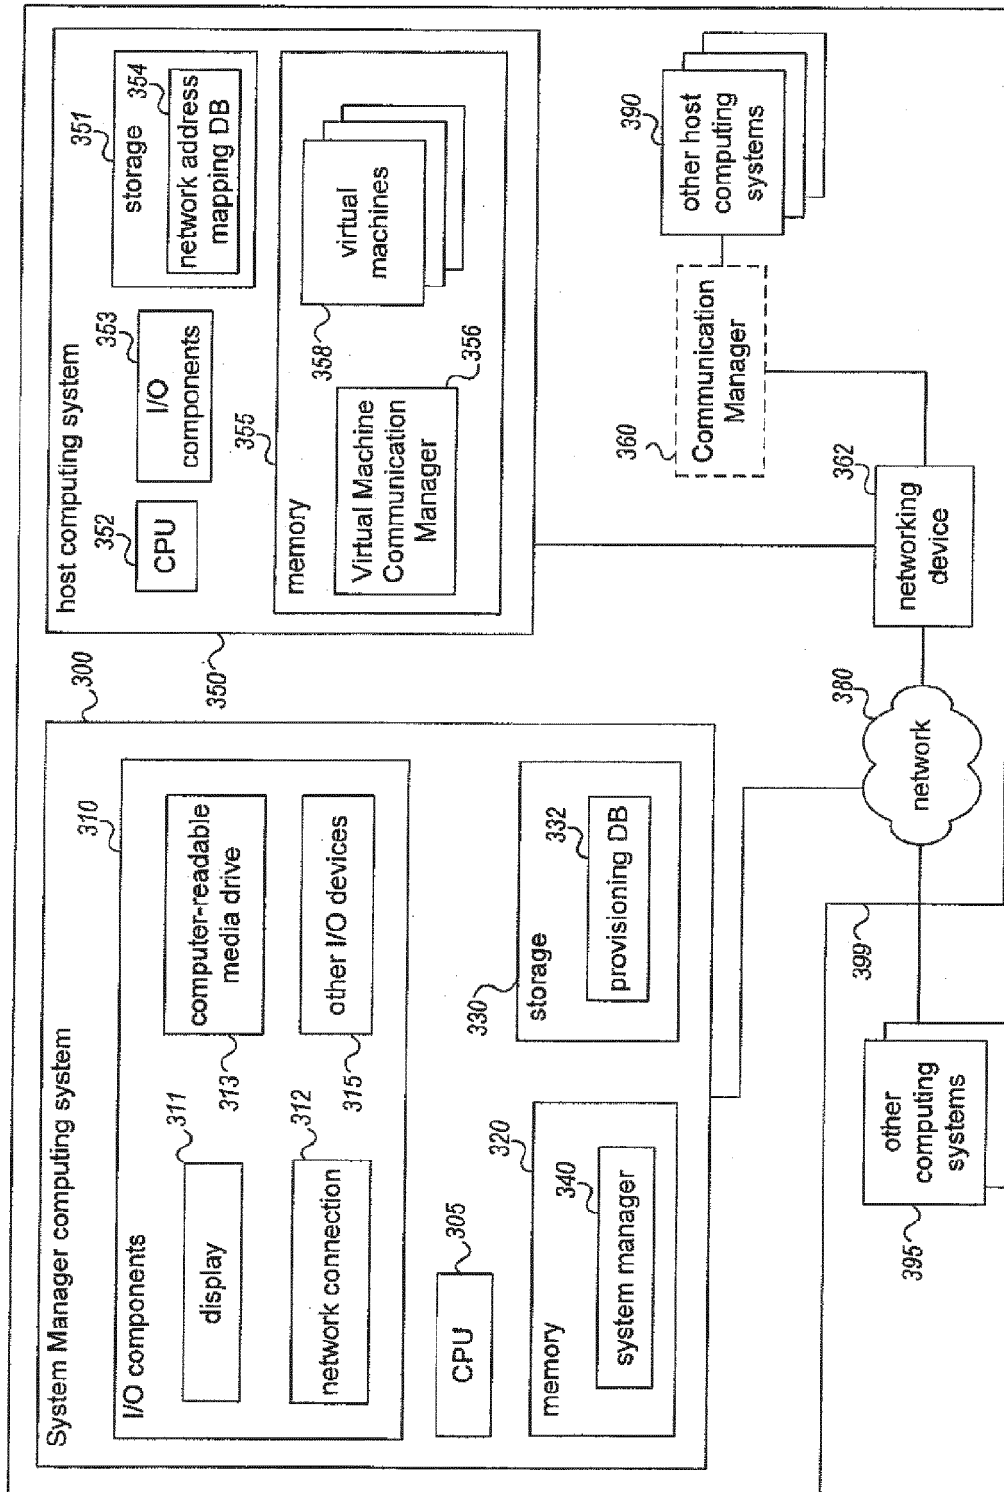 System Manager computing system
300
I/O components
310
display
311
computer-readable
media drive
313
network connection
312
other I/O devices
315
CPU
305
memory
320
system manager
340
storage
330
provisioning DB
332
host computing system
350
CPU
352
I/O
components
353
storage
351
network address
mapping DB
354
memory
355
Virtual Machine
Communication
Manager
356
virtual
machines
358
Communication
Manager
360
other host
computing
systems
390
networking
device
362
network
380
399
other
computing
systems
395